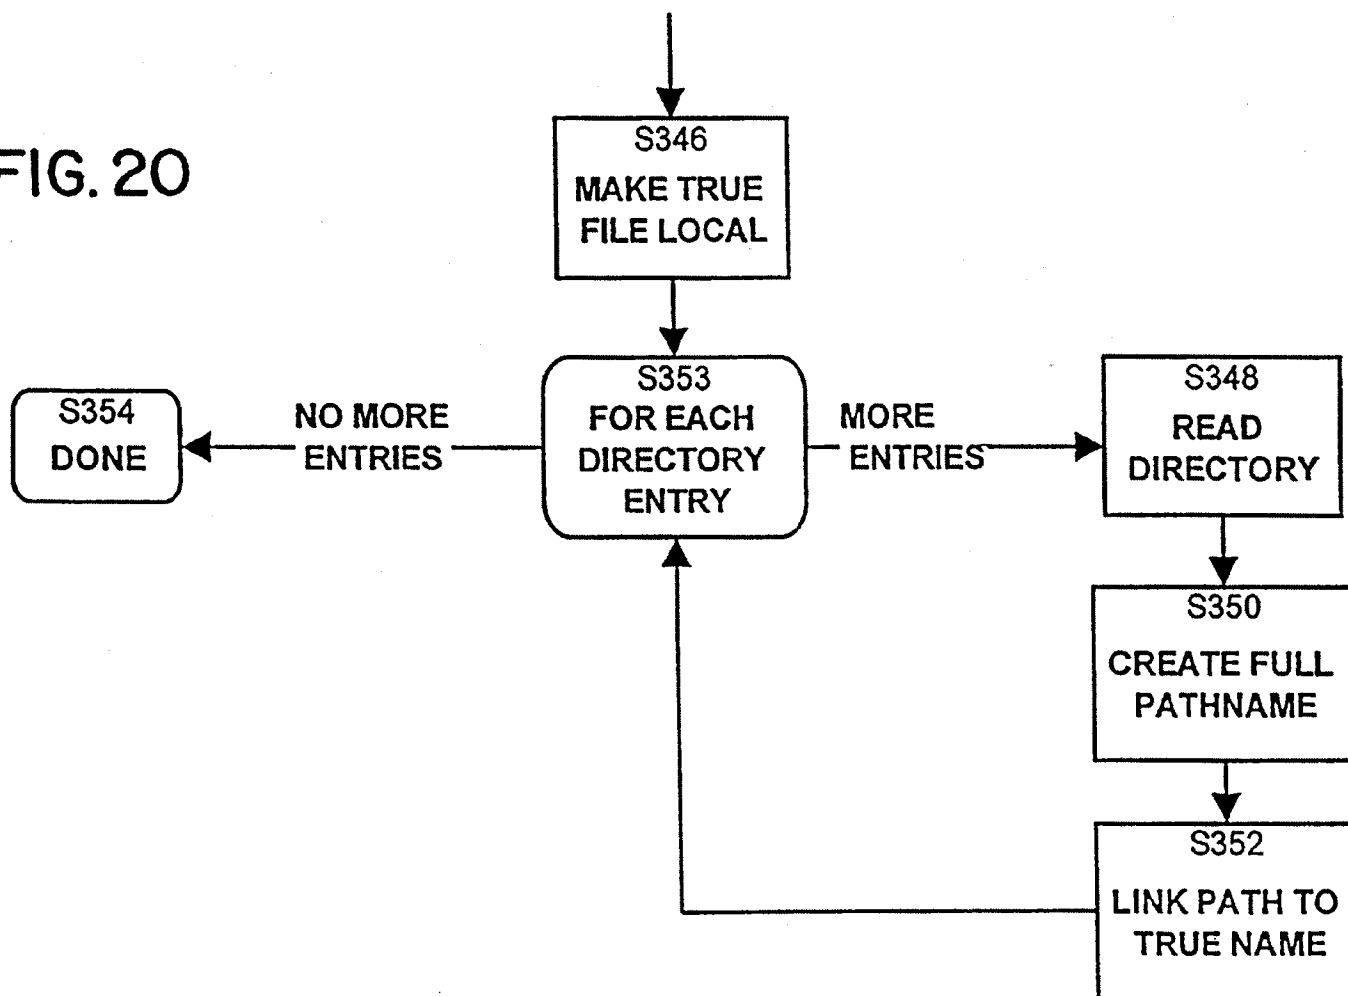 FIG. 20
S346
MAKE TRUE
FILE LOCAL
S354
DONE
NO MORE
ENTRIES
S353
FOR EACH
DIRECTORY
ENTRY
MORE
ENTRIES
S348
READ
DIRECTORY
S350
CREATE FULL
PATHNAME
S352
LINK PATH TO
TRUE NAME